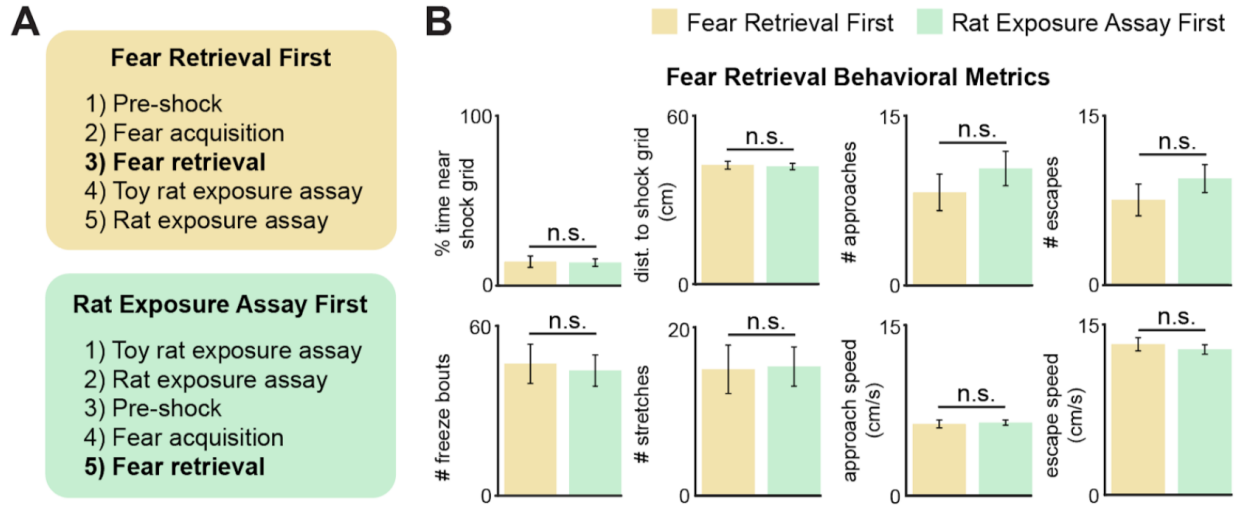 A
Fear Retrieval First
1) Pre-shock
2) Fear acquisition
3) Fear retrieval
4) Toy rat exposure assay
5) Rat exposure assay
Rat Exposure Assay First
1) Toy rat exposure assay
2) Rat exposure assay
3) Pre-shock
4) Fear acquisition
5) Fear retrieval
B
Fear Retrieval First
Rat Exposure Assay First
Fear Retrieval Behavioral Metrics
% time near
shock grid
100
0
n.s.
dist. to shock grid
(cm)
60
0
n.s.
# approaches
15
0
n.s.
# escapes
15
0
n.s.
# freeze bouts
60
0
n.s.
# stretches
20
0
n.s.
approach speed
(cm/s)
15
0
n.s.
escape speed
(cm/s)
15
0
n.s.